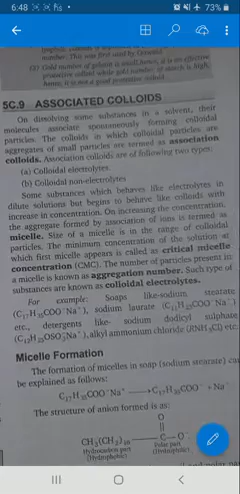 6:48
73%
number. This was first used by
(2) Gold number of gelatin is small hence, it is an effective
protective colloid while gold number of starch is high,
hence, it is not a good protective colloid.
5C.9 ASSOCIATED COLLOIDS
On dissolving some substances in a solvent, their
molecules associate spontaneously forming colloidal
particles. The colloids in which colloidal particles are
aggregates of small particles are termed as association
colloids. Association colloids are of following two types:
(a) Colloidal electrolytes
(b) Colloidal non-electrolytes
Some substances which behaves like electrolytes in
dilute solutions but begins to behave like colloids with
increase in concentration. On increasing the concentration,
the aggregate formed by association of ions is termed as
micelle. Size of a micelle is in the range of colloidal
particles. The minimum concentration of the solution at
which first micelle appears is called as critical micelle
concentration (CMC). The number of particles present in
a micelle is known as aggregation number. Such type of
substances are known as colloidal electrolytes.
For example: Soaps like-sodium stearate
(C₁₇H₃₅COO⁻Na⁺), sodium laurate (C₁₁H₂₃COO⁻Na⁺)
etc., detergents like- sodium dodicyl sulphate
(C₁₂H₂₅OSO₃⁻Na⁺), alkyl ammonium chloride (RNH₃Cl) etc.
Micelle Formation
The formation of micelles in soap (sodium stearate) can
be explained as follows:
C₁₇H₃₅COO⁻Na⁺ ⟶ C₁₇H₃₅COO⁻ + Na⁺
The structure of anion formed is as:
O
||
CH₃(CH₂)₁₆ — C—O⁻
Hydrocarbon part Polar part
(Hydrophobic) (Hydrophilic)